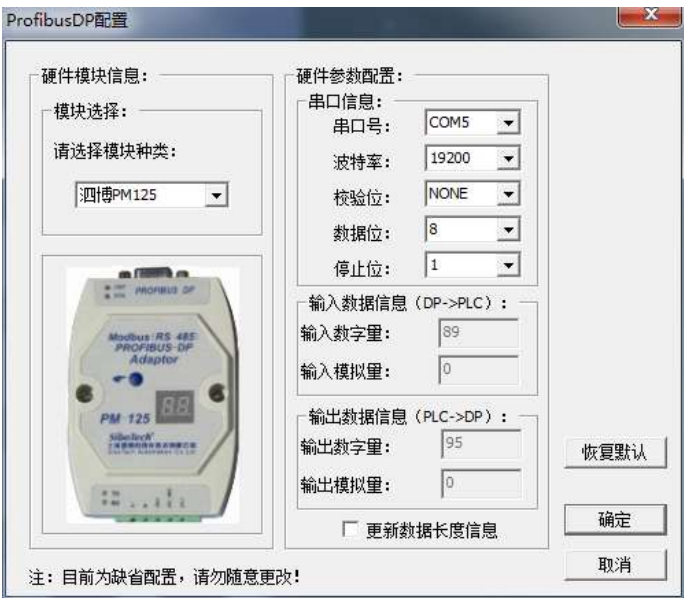 ProfibusDP配置
硬件模块信息：
模块选择：
请选择模块种类：
泗博PM125
PROFIBUS DP
Modbus/RS-485/
PROFIBUS-DP
Adaptor
PM-125
SiboTech
硬件参数配置：
串口信息：
串口号： COM5
波特率： 19200
校验位： NONE
数据位： 8
停止位： 1
输入数据信息（DP->PLC）：
输入数字量： 89
输入模拟量： 0
输出数据信息（PLC->DP）：
输出数字量： 95
输出模拟量： 0
更新数据长度信息
恢复默认
确定
取消
注：目前为缺省配置，请勿随意更改！